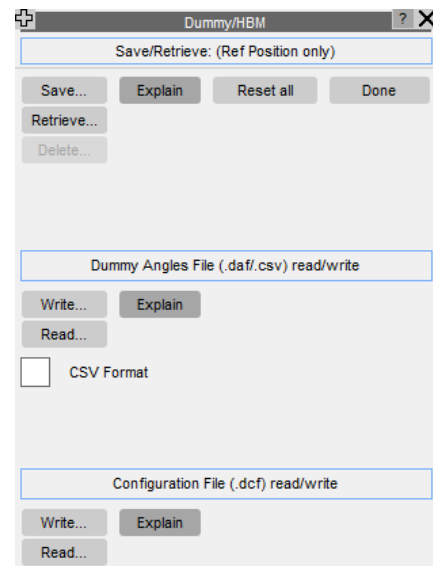 Dummy/HBM ? X
Save/Retrieve: (Ref Position only)
Save... Explain Reset all Done
Retrieve...
Delete...
Dummy Angles File (.daf/.csv) read/write
Write... Explain
Read...
CSV Format
Configuration File (.dcf) read/write
Write... Explain
Read...